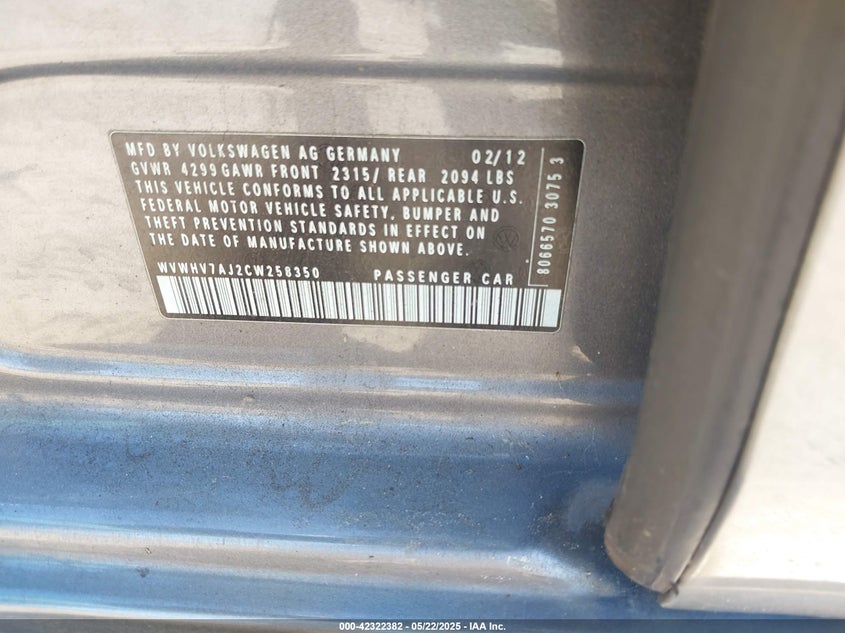 MFD BY VOLKSWAGEN AG GERMANY 02/12
GVWR 4299 GAWR FRONT 2315/ REAR 2094 LBS
THIS VEHICLE CONFORMS TO ALL APPLICABLE U.S.
FEDERAL MOTOR VEHICLE SAFETY, BUMPER AND
THEFT PREVENTION STANDARDS IN EFFECT ON
THE DATE OF MANUFACTURE SHOWN ABOVE.
WVWHV7AJ2CW258350 PASSENGER CAR
8066570 3075 3
000-42322382 - 05/22/2025 - IAA Inc.